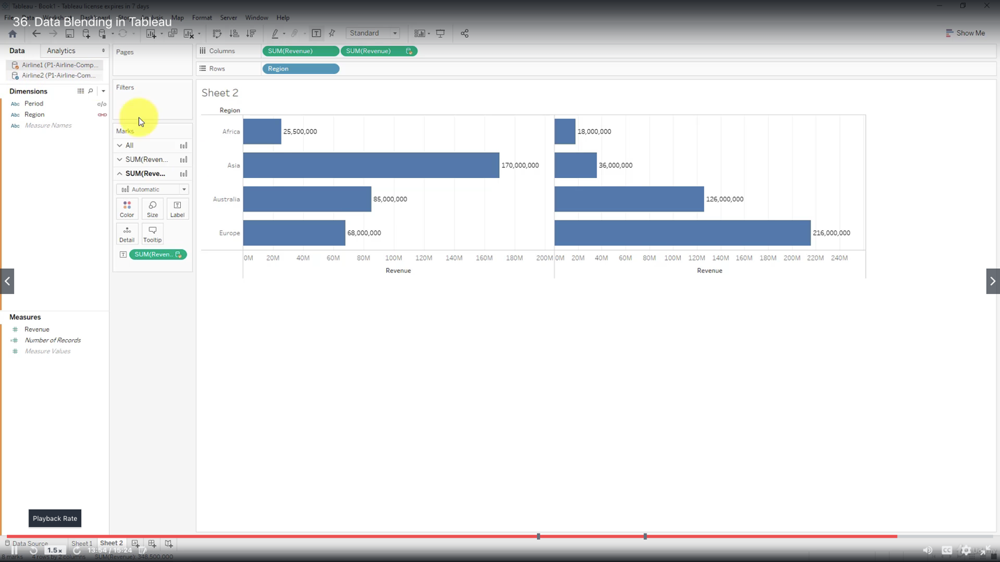 Tableau - Book1 - Tableau license expires in 7 days
File Data Worksheet Dashboard Story Analysis Map Format Server Window Help
36. Data Blending in Tableau
Standard
Show Me
Data
Analytics
Pages
Columns
SUM(Revenue)
SUM(Revenue)
Airline1 (P1-Airline-Comp...
Airline2 (P1-Airline-Com...
Rows
Region
Dimensions
Abc Period
Abc Region
Abc Measure Names
Filters
Marks
All
SUM(Reven...
SUM(Reve...
Automatic
Color
Size
Label
Detail
Tooltip
SUM(Reven..
Sheet 2
Region
Africa
25,500,000
18,000,000
Asia
170,000,000
36,000,000
Australia
85,000,000
126,000,000
Europe
68,000,000
216,000,000
0M 20M 40M 60M 80M 100M 120M 140M 160M 180M 200M
0M 20M 40M 60M 80M 100M 120M 140M 160M 180M 200M 220M 240M
Revenue
Revenue
Measures
Revenue
Number of Records
Measure Values
Playback Rate
Data Source
Sheet 1
Sheet 2
1.5x
13:54 / 15:24
CC
8 marks 4 rows by 2 columns SUM(Revenue): 348,500,000